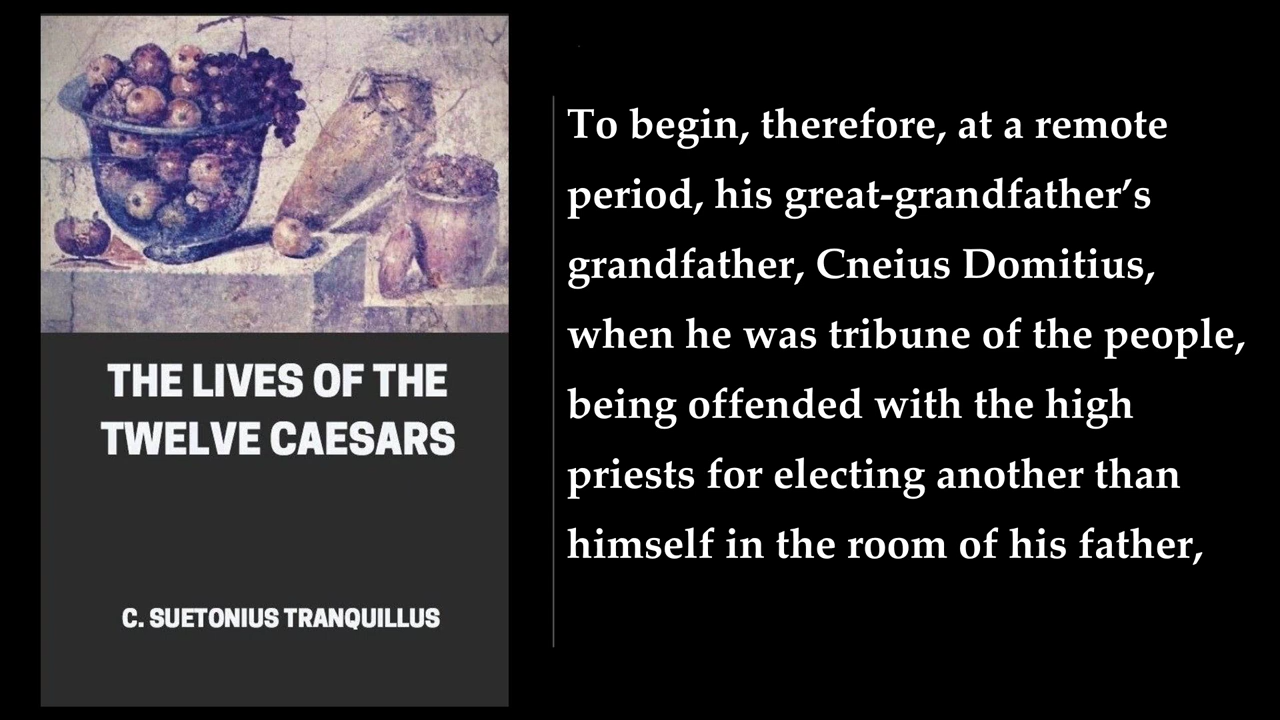 THE LIVES OF THE
TWELVE CAESARS
C. SUETONIUS TRANQUILLUS
To begin, therefore, at a remote
period, his great-grandfather’s
grandfather, Cneius Domitius,
when he was tribune of the people,
being offended with the high
priests for electing another than
himself in the room of his father,